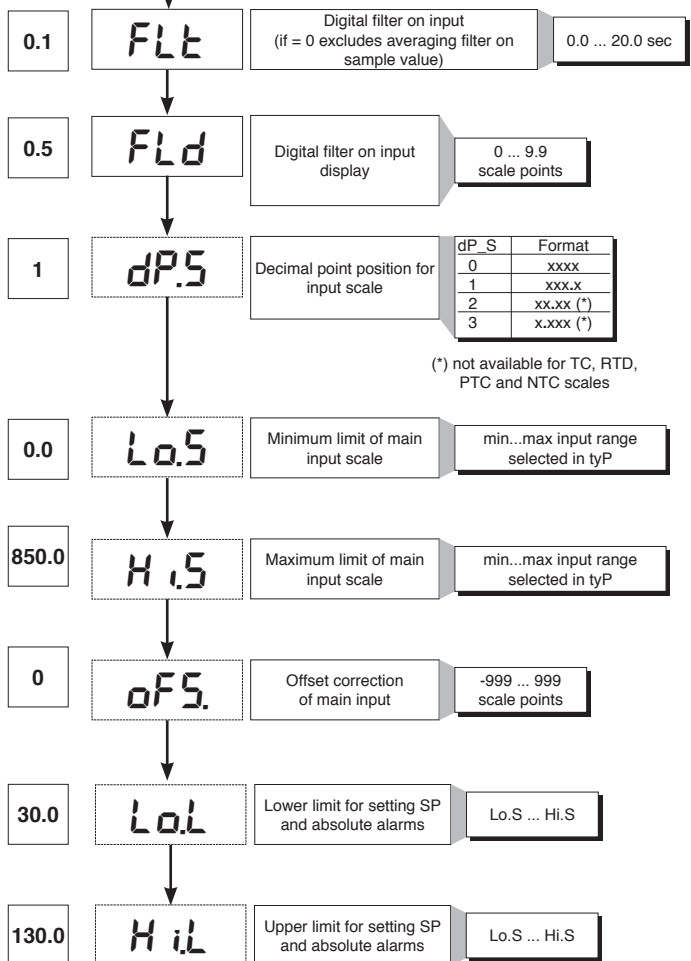 0.1
FLt
Digital filter on input
(if = 0 excludes averaging filter on
sample value)
0.0 ... 20.0 sec
0.5
FLd
Digital filter on input
display
0 ... 9.9
scale points
1
dP.S
Decimal point position for
input scale
dP_S Format
0 xxxx
1 xxx.x
2 xx.xx (*)
3 x.xxx (*)
(*) not available for TC, RTD,
PTC and NTC scales
0.0
Lo.S
Minimum limit of main
input scale
min...max input range
selected in tyP
850.0
Hi.S
Maximum limit of main
input scale
min...max input range
selected in tyP
0
oFS.
Offset correction
of main input
-999 ... 999
scale points
30.0
Lo.L
Lower limit for setting SP
and absolute alarms
Lo.S ... Hi.S
130.0
Hi.L
Upper limit for setting SP
and absolute alarms
Lo.S ... Hi.S